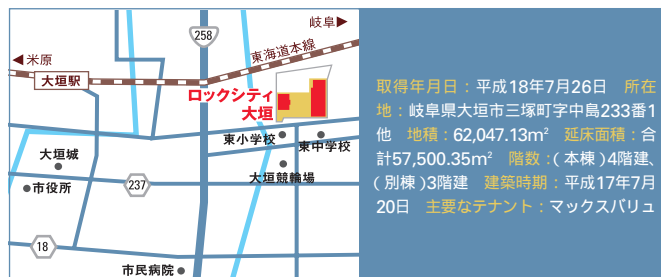 岐阜▶
258
◀米原
東海道本線
大垣駅
ロックシティ
大垣
東小学校
東中学校
大垣城
大垣競輪場
市役所
237
18
市民病院
取得年月日：平成18年7月26日　所在
地：岐阜県大垣市三塚町字中島233番1
他　地積：62,047.13m²　延床面積：合
計57,500.35m²　階数：(本棟)4階建、
(別棟)3階建　建築時期：平成17年7月
20日　主要なテナント：マックスバリュ